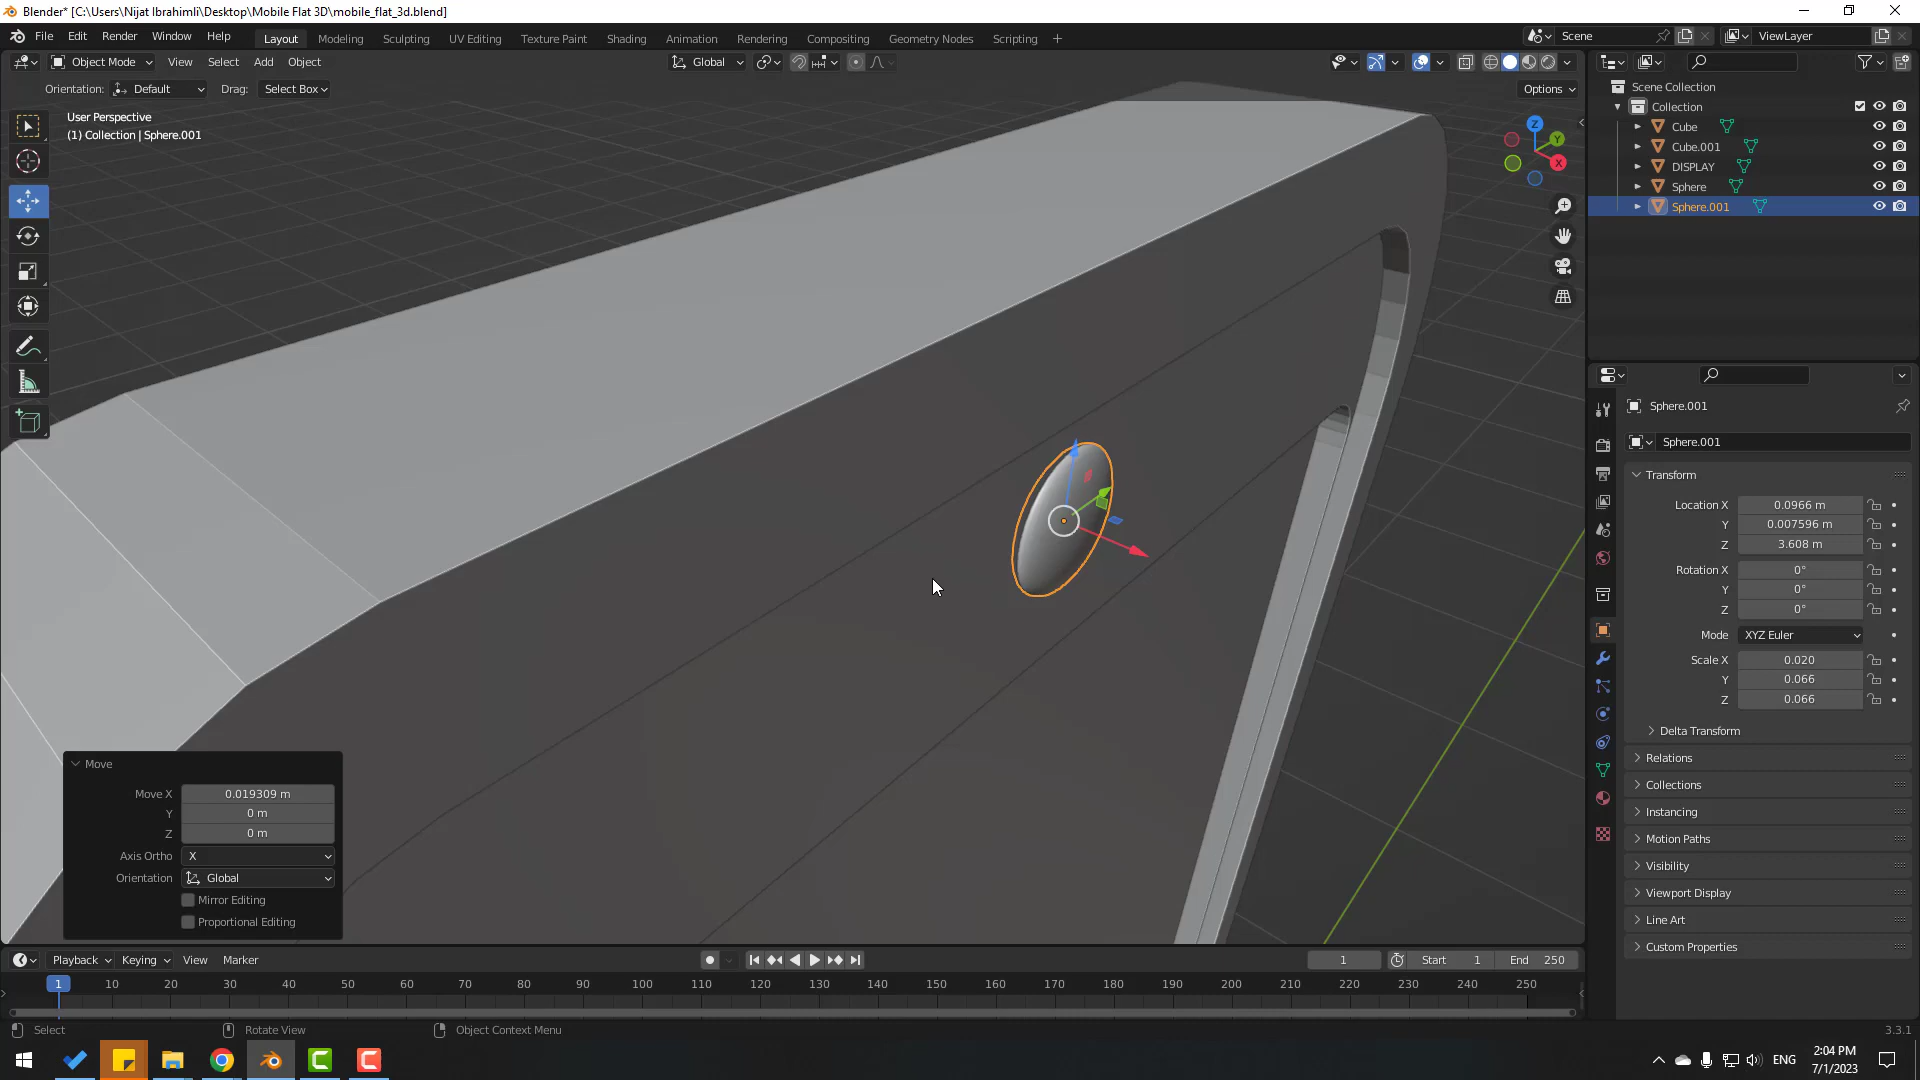 Blender* [C:\Users\Nijat Ibrahimli\Desktop\Mobile Flat 3D\mobile_flat_3d.blend]
File Edit Render Window Help Layout Modeling Sculpting UV Editing Texture Paint Shading Animation Rendering Compositing Geometry Nodes Scripting + Scene ViewLayer
Object Mode View Select Add Object Global
Orientation: Default Drag: Select Box Options
User Perspective
(1) Collection | Sphere.001
Z
Y
X
Scene Collection
Collection
Cube
Cube.001
DISPLAY
Sphere
Sphere.001
Sphere.001
Sphere.001
Transform
Location X 0.0966 m
Y 0.007596 m
Z 3.608 m
Rotation X 0°
Y 0°
Z 0°
Mode XYZ Euler
Scale X 0.020
Y 0.066
Z 0.066
Delta Transform
Relations
Collections
Instancing
Motion Paths
Visibility
Viewport Display
Line Art
Custom Properties
Move
Move X 0.019309 m
Y 0 m
Z 0 m
Axis Ortho X
Orientation Global
Mirror Editing
Proportional Editing
Playback Keying View Marker 1 Start 1 End 250
1 10 20 30 40 50 60 70 80 90 100 110 120 130 140 150 160 170 180 190 200 210 220 230 240 250
Select Rotate View Object Context Menu 3.3.1
ENG 2:04 PM
7/1/2023